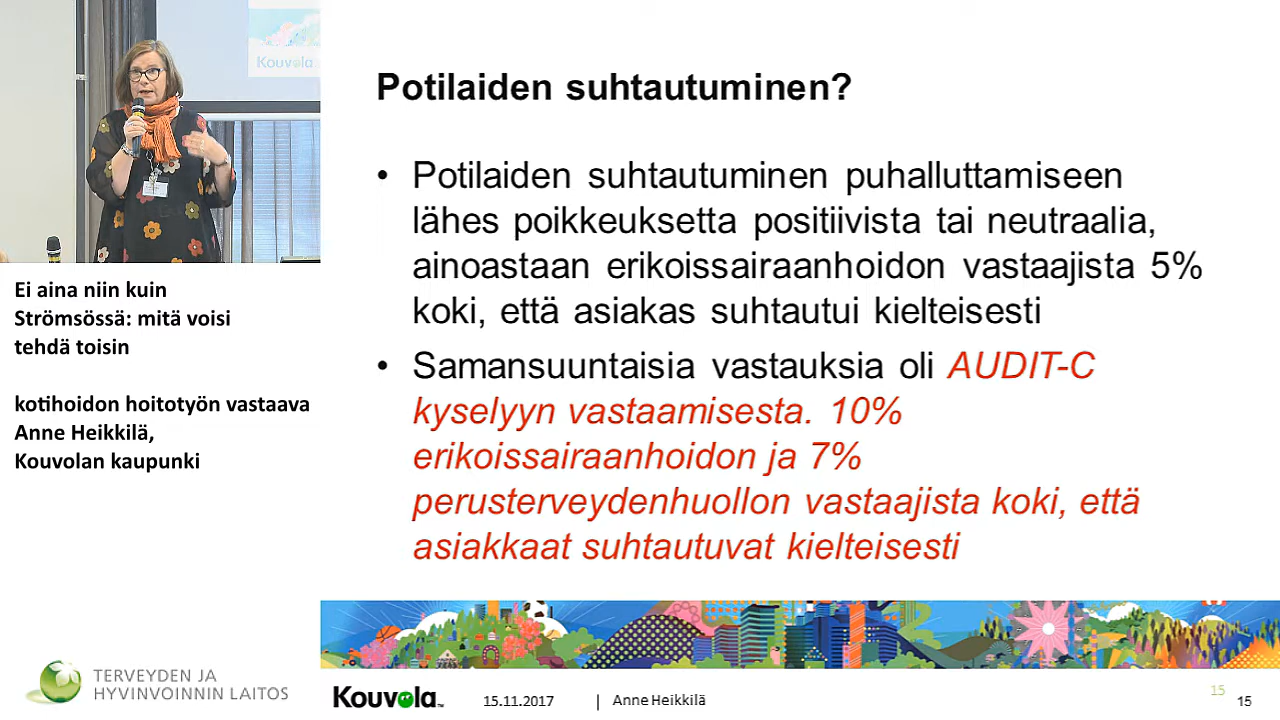 Kouvola
Ei aina niin kuin
Strömsössä: mitä voisi
tehdä toisin
kotihoidon hoitotyön vastaava
Anne Heikkilä,
Kouvolan kaupunki
TERVEYDEN JA
HYVINVOINNIN LAITOS
Potilaiden suhtautuminen?
• Potilaiden suhtautuminen puhalluttamiseen
lähes poikkeuksetta positiivista tai neutraalia,
ainoastaan erikoissairaanhoidon vastaajista 5%
koki, että asiakas suhtautui kielteisesti
• Samansuuntaisia vastauksia oli AUDIT-C
kyselyyn vastaamisesta. 10%
erikoissairaanhoidon ja 7%
perusterveydenhuollon vastaajista koki, että
asiakkaat suhtautuvat kielteisesti
Kouvola™ 15.11.2017 | Anne Heikkilä
15
15